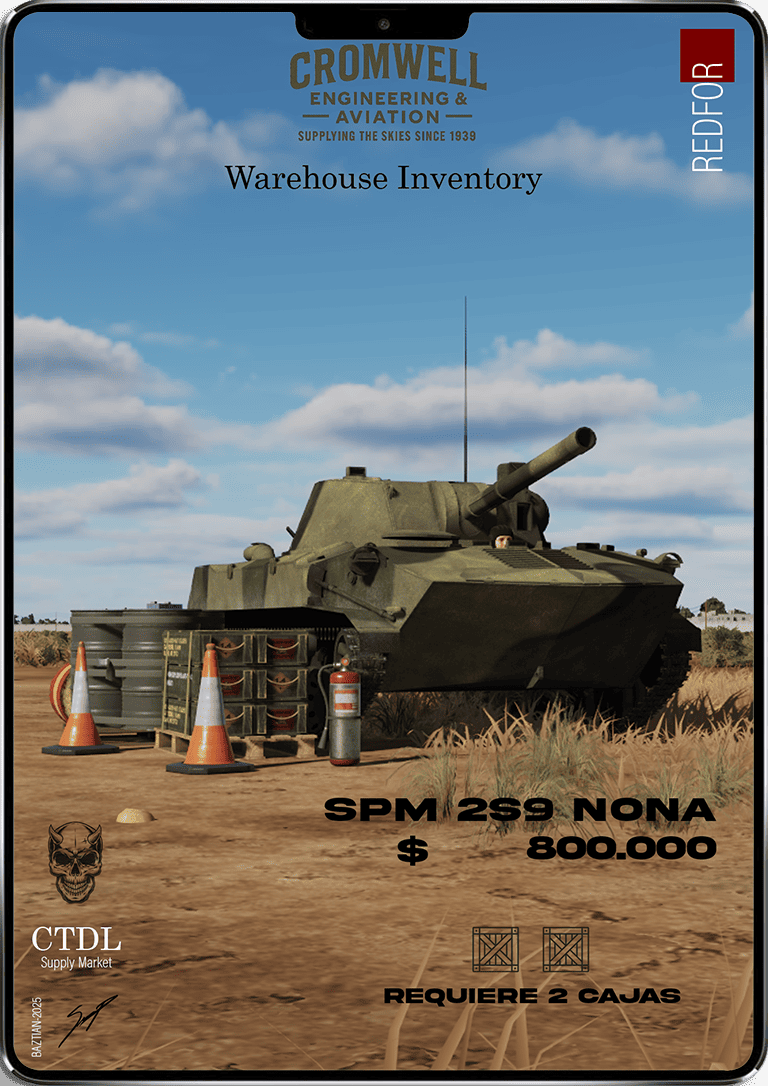 CROMWELL
ENGINEERING &
AVIATION
SUPPLYING THE SKIES SINCE 1939
REDFOR
Warehouse Inventory
SPM 2S9 NONA
$ 800.000
CTDL
Supply Market
REQUIERE 2 CAJAS
BAZTIAN-2025